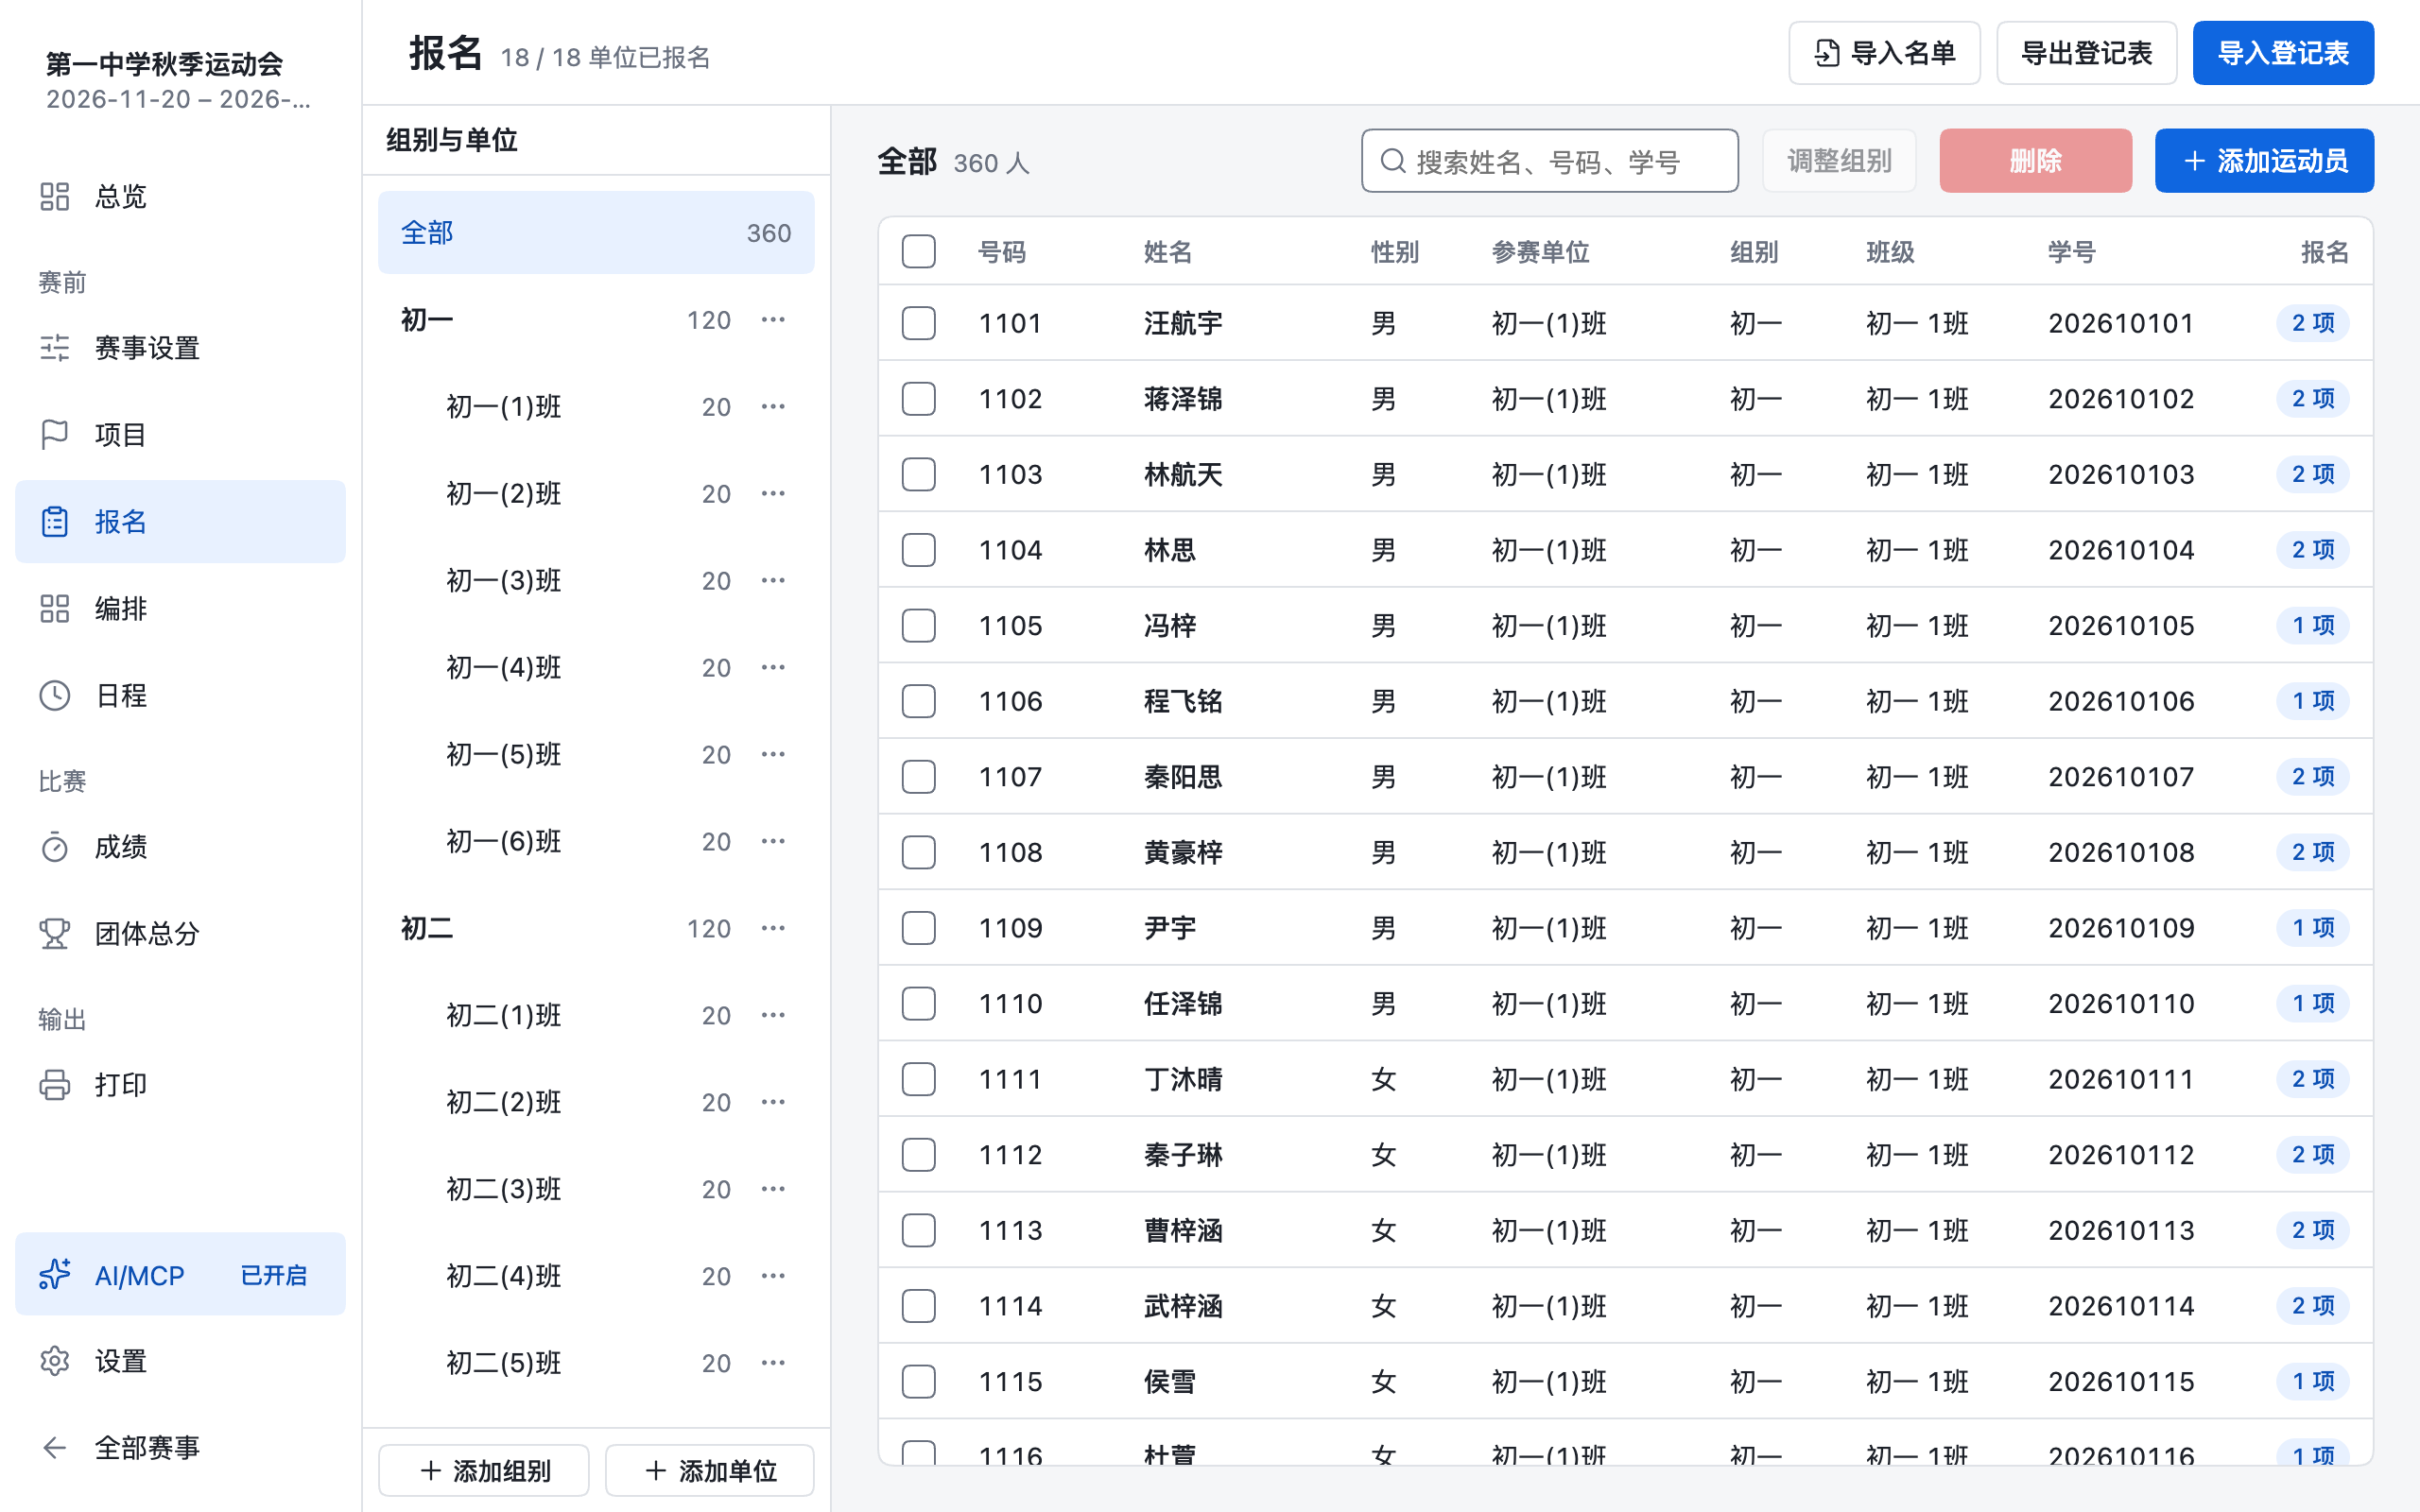 第一中学秋季运动会
2026-11-20 – 2026-...
总览
赛前
赛事设置
项目
报名
编排
日程
比赛
成绩
团体总分
输出
打印
AI/MCP 已开启
设置
全部赛事
报名 18 / 18 单位已报名
导入名单 导出登记表 导入登记表
组别与单位
全部 360
初一 120
初一(1)班 20
初一(2)班 20
初一(3)班 20
初一(4)班 20
初一(5)班 20
初一(6)班 20
初二 120
初二(1)班 20
初二(2)班 20
初二(3)班 20
初二(4)班 20
初二(5)班 20
添加组别 添加单位
全部 360 人
搜索姓名、号码、学号 调整组别 删除 添加运动员
号码 姓名 性别 参赛单位 组别 班级 学号 报名
1101 汪航宇 男 初一(1)班 初一 初一 1班 202610101 2 项
1102 蒋泽锦 男 初一(1)班 初一 初一 1班 202610102 2 项
1103 林航天 男 初一(1)班 初一 初一 1班 202610103 2 项
1104 林思 男 初一(1)班 初一 初一 1班 202610104 2 项
1105 冯梓 男 初一(1)班 初一 初一 1班 202610105 1 项
1106 程飞铭 男 初一(1)班 初一 初一 1班 202610106 1 项
1107 秦阳思 男 初一(1)班 初一 初一 1班 202610107 2 项
1108 黄豪梓 男 初一(1)班 初一 初一 1班 202610108 2 项
1109 尹宇 男 初一(1)班 初一 初一 1班 202610109 1 项
1110 任泽锦 男 初一(1)班 初一 初一 1班 202610110 1 项
1111 丁沐晴 女 初一(1)班 初一 初一 1班 202610111 2 项
1112 秦子琳 女 初一(1)班 初一 初一 1班 202610112 2 项
1113 曹梓涵 女 初一(1)班 初一 初一 1班 202610113 2 项
1114 武梓涵 女 初一(1)班 初一 初一 1班 202610114 2 项
1115 侯雪 女 初一(1)班 初一 初一 1班 202610115 1 项
1116 杜萱 女 初一(1)班 初一 初一 1班 202610116 1 项